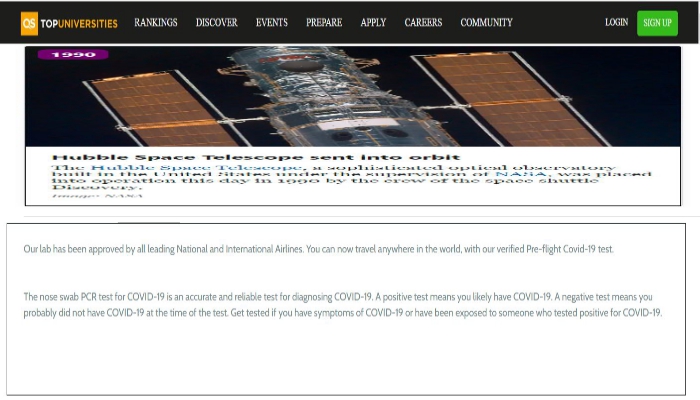 QS TOPUNIVERSITIES RANKINGS DISCOVER EVENTS PREPARE APPLY CAREERS COMMUNITY LOGIN SIGN UP
1990
Hubble Space Telescope sent into orbit
The Hubble Space Telescope, a sophisticated optical observatory
built in the United States under the supervision of NASA, was placed
into operation this day in 1990 by the crew of the space shuttle
Discovery.
Image: NASA
Our lab has been approved by all leading National and International Airlines. You can now travel anywhere in the world, with our verified Pre-flight Covid-19 test.
The nose swab PCR test for COVID-19 is an accurate and reliable test for diagnosing COVID-19. A positive test means you likely have COVID-19. A negative test means you
probably did not have COVID-19 at the time of the test. Get tested if you have symptoms of COVID-19 or have been exposed to someone who tested positive for COVID-19.